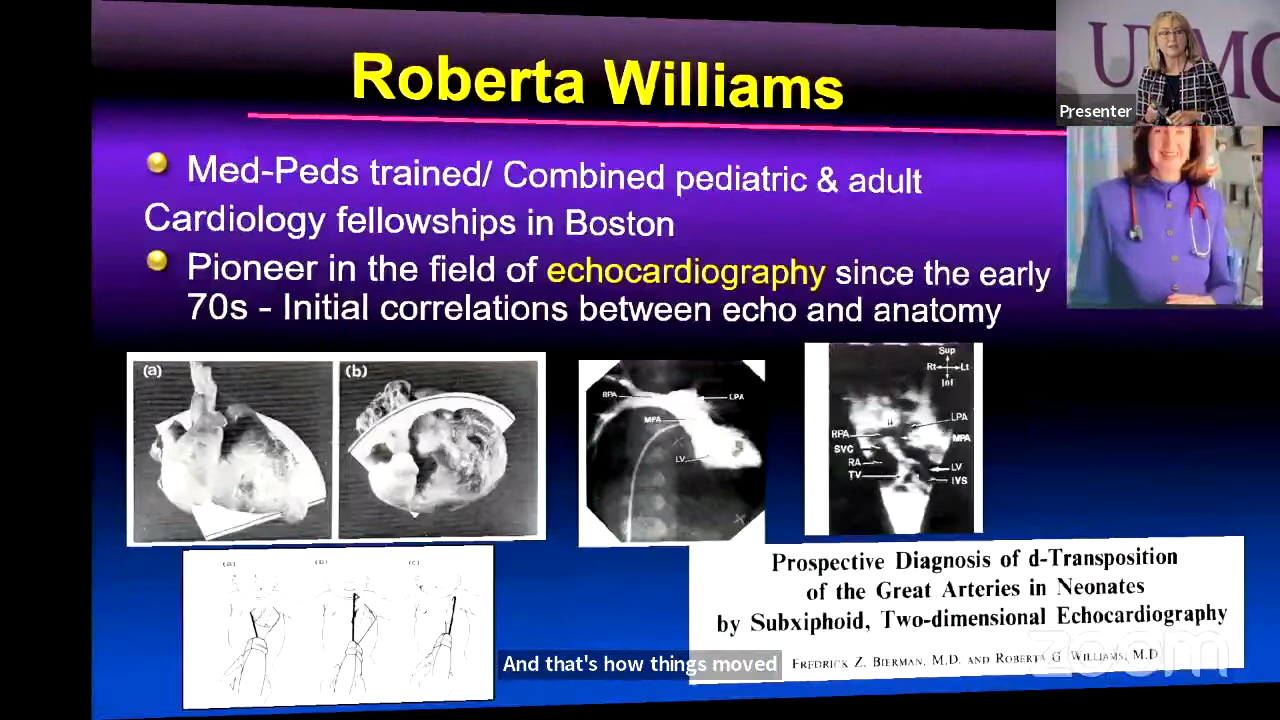 Roberta Williams
Presenter
Med-Peds trained/ Combined pediatric & adult
Cardiology fellowships in Boston
Pioneer in the field of echocardiography since the early
70s - Initial correlations between echo and anatomy
(a)
(b)
RPA
LPA
MPA
LV
Sup
Rt
Lt
Inf
LPA
RPA
MPA
SVC
RA
LV
TV
IVS
(a)
(c)
Prospective Diagnosis of d-Transposition
of the Great Arteries in Neonates
by Subxiphoid, Two-dimensional Echocardiography
FREDRICK Z. BIERMAN, M.D. AND ROBERTA G. WILLIAMS, M.D.
zoom
And that's how things moved